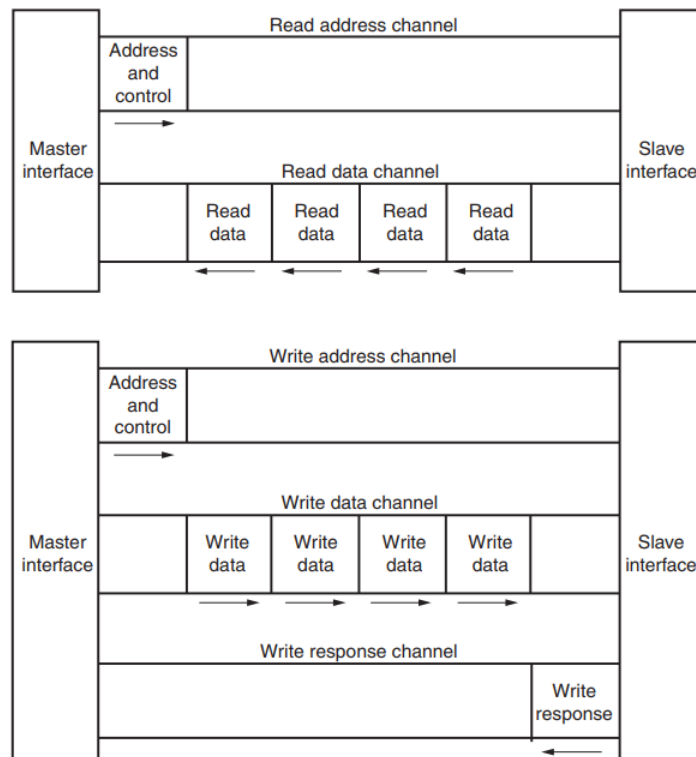 Read address channel
Address
and
control
Master
interface
Slave
interface
Read data channel
Read
data
Read
data
Read
data
Read
data
Write address channel
Address
and
control
Write data channel
Master
interface
Write
data
Write
data
Write
data
Write
data
Slave
interface
Write response channel
Write
response